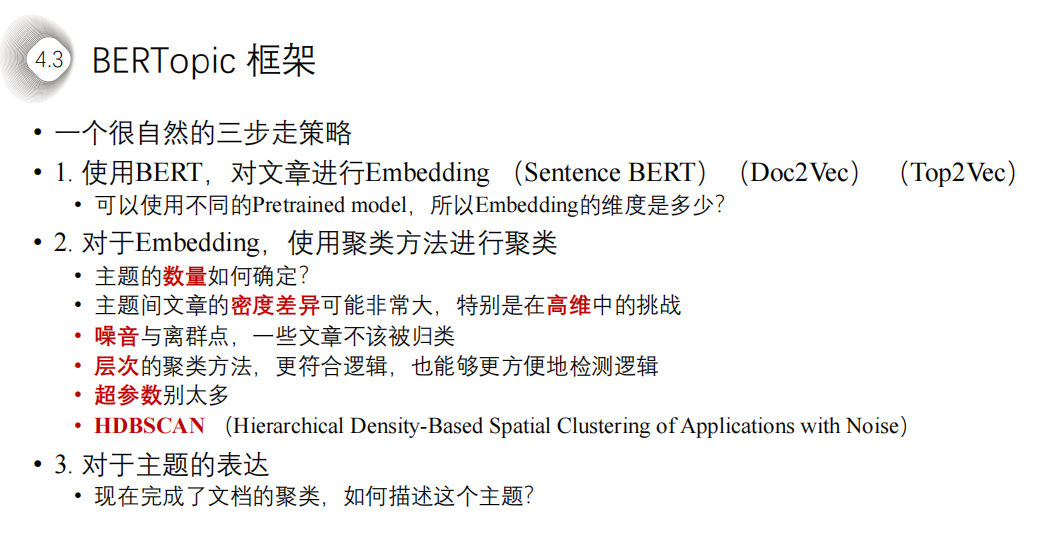 4.3 BERTopic 框架
• 一个很自然的三步走策略
• 1. 使用BERT，对文章进行Embedding （Sentence BERT）（Doc2Vec） （Top2Vec）
• 可以使用不同的Pretrained model，所以Embedding的维度是多少？
• 2. 对于Embedding，使用聚类方法进行聚类
• 主题的数量如何确定？
• 主题间文章的密度差异可能非常大，特别是在高维中的挑战
• 噪音与离群点，一些文章不该被归类
• 层次的聚类方法，更符合逻辑，也能够更方便地检测逻辑
• 超参数别太多
• HDBSCAN （Hierarchical Density-Based Spatial Clustering of Applications with Noise）
• 3. 对于主题的表达
• 现在完成了文档的聚类，如何描述这个主题？